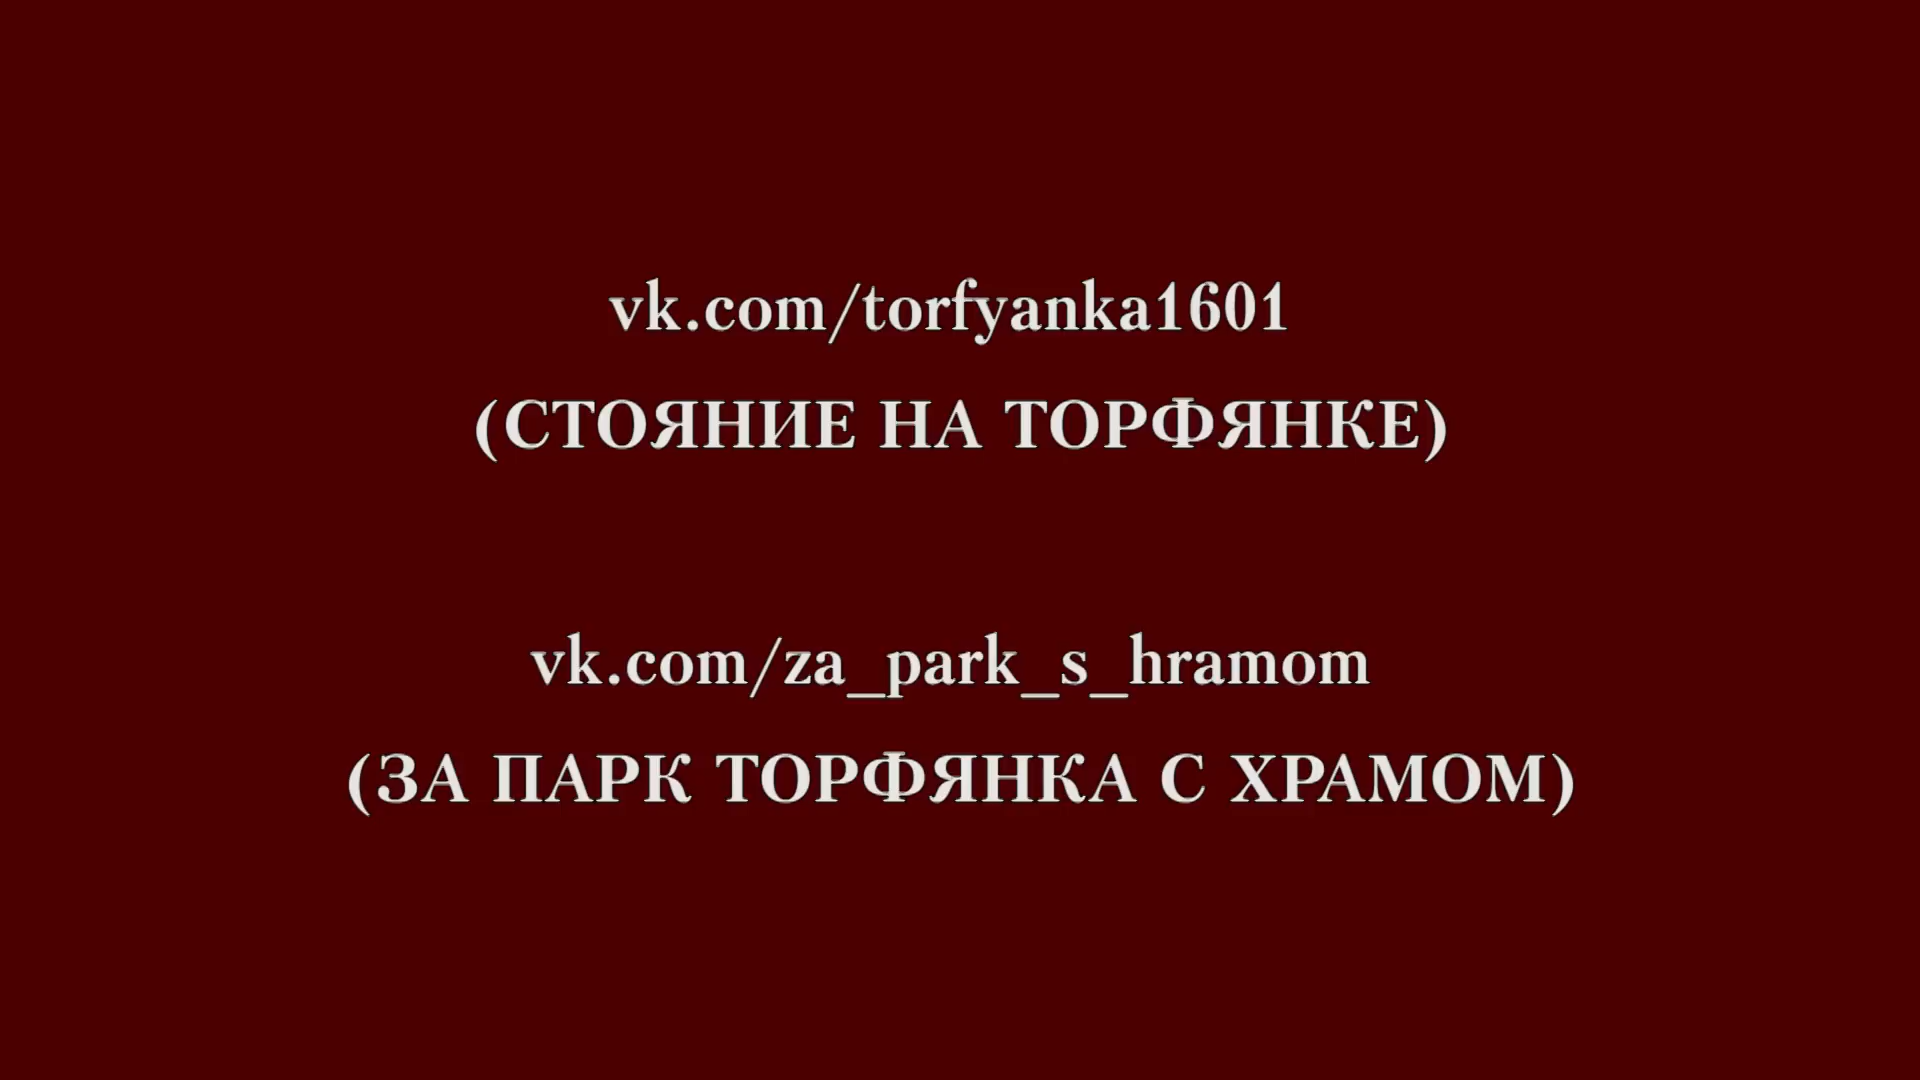 vk.com/torfyanka1601
(СТОЯНИЕ НА ТОРФЯНКЕ)
vk.com/za_park_s_hramom
(ЗА ПАРК ТОРФЯНКА С ХРАМОМ)